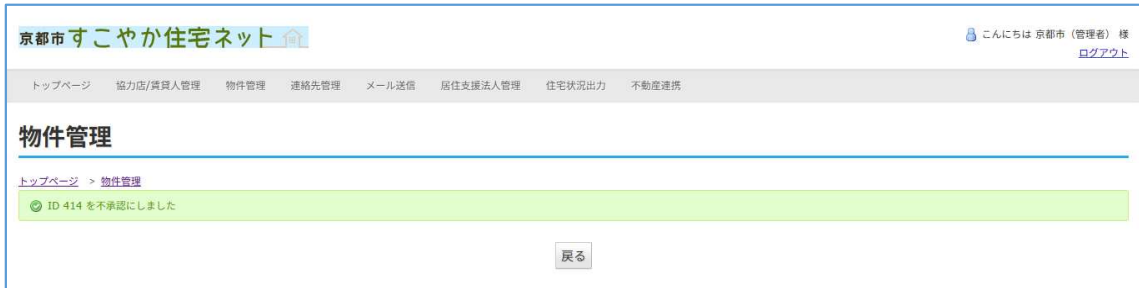 京都市すこやか住宅ネット
こんにちは 京都市（管理者） 様
ログアウト
トップページ 協力店/賃貸人管理 物件管理 連絡先管理 メール送信 居住支援法人管理 住宅状況出力 不動産連携
物件管理
トップページ > 物件管理
ID 414 を不承認にしました
戻る